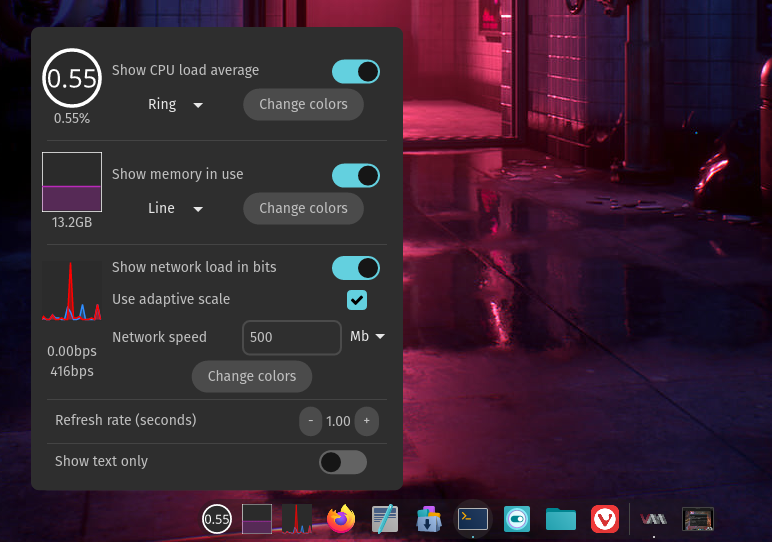 0.55
Show CPU load average
Ring
Change colors
0.55%
Show memory in use
Line
Change colors
13.2GB
Show network load in bits
Use adaptive scale
Network speed
500
Mb
0.00bps
416bps
Change colors
Refresh rate (seconds)
- 1.00 +
Show text only
0.55